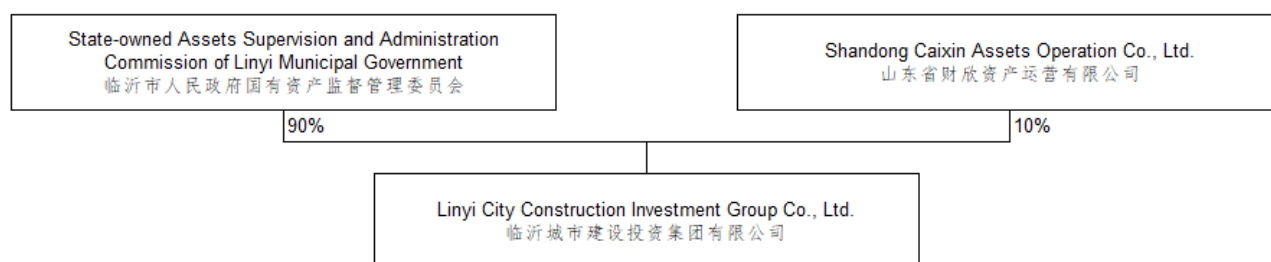 State-owned Assets Supervision and Administration
Commission of Linyi Municipal Government
临沂市人民政府国有资产监督管理委员会
Shandong Caixin Assets Operation Co., Ltd.
山东省财欣资产运营有限公司
90%
10%
Linyi City Construction Investment Group Co., Ltd.
临沂城市建设投资集团有限公司